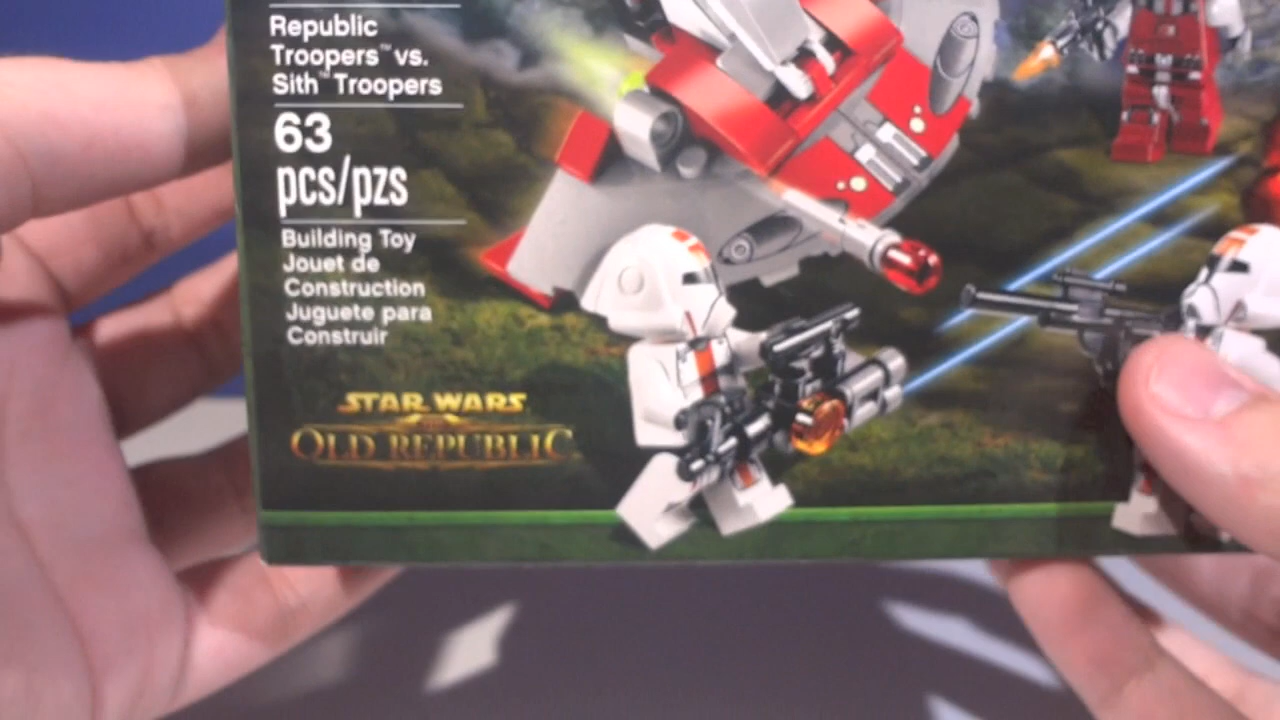 Republic
Troopers™ vs.
Sith™ Troopers
63
pcs/pzs
Building Toy
Jouet de
Construction
Juguete para
Construir
STAR WARS
THE
OLD REPUBLIC